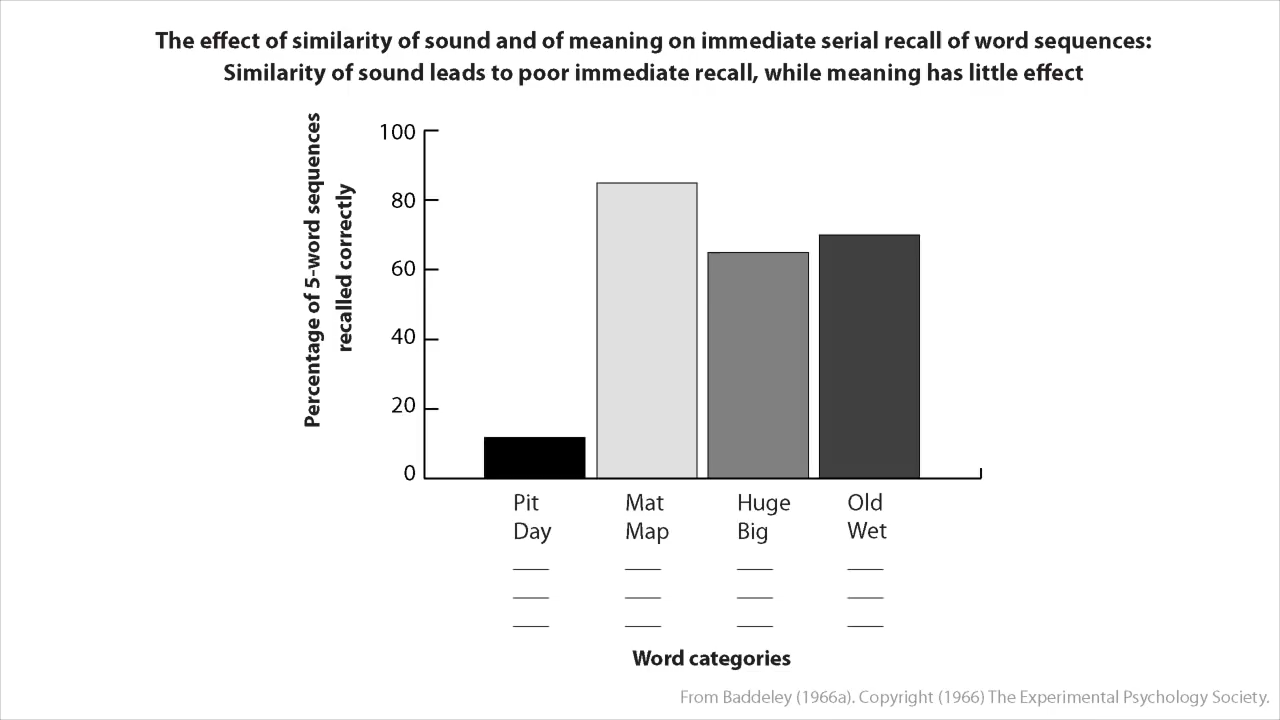 The effect of similarity of sound and of meaning on immediate serial recall of word sequences:
Similarity of sound leads to poor immediate recall, while meaning has little effect
Percentage of 5-word sequences
recalled correctly
100
80
60
40
20
0
Pit Mat Huge Old
Day Map Big Wet
Word categories
From Baddeley (1966a). Copyright (1966) The Experimental Psychology Society.